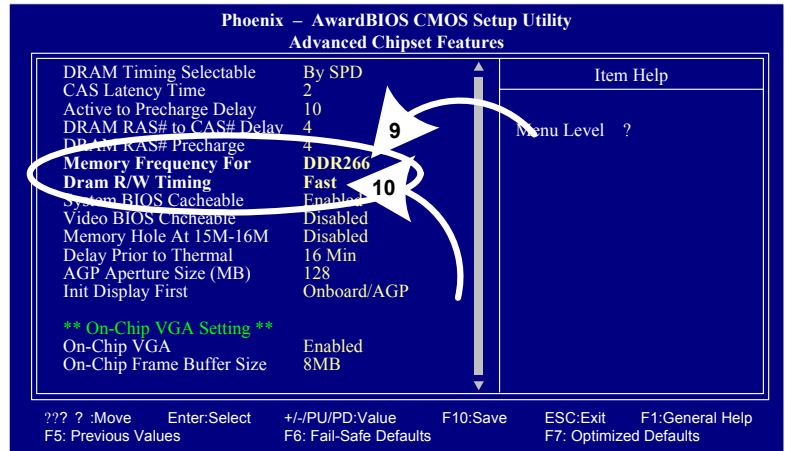 Phoenix – AwardBIOS CMOS Setup Utility
Advanced Chipset Features
DRAM Timing Selectable By SPD
CAS Latency Time 2
Active to Precharge Delay 10
DRAM RAS# to CAS# Delay 4
DRAM RAS# Precharge 4
Memory Frequency For DDR266
Dram R/W Timing Fast
System BIOS Cacheable Enabled
Video BIOS Chcheable Disabled
Memory Hole At 15M-16M Disabled
Delay Prior to Thermal 16 Min
AGP Aperture Size (MB) 128
Init Display First Onboard/AGP
** On-Chip VGA Setting **
On-Chip VGA Enabled
On-Chip Frame Buffer Size 8MB
9
10
Item Help
Menu Level ?
??? ? :Move Enter:Select +/-/PU/PD:Value F10:Save ESC:Exit F1:General Help
F5: Previous Values F6: Fail-Safe Defaults F7: Optimized Defaults